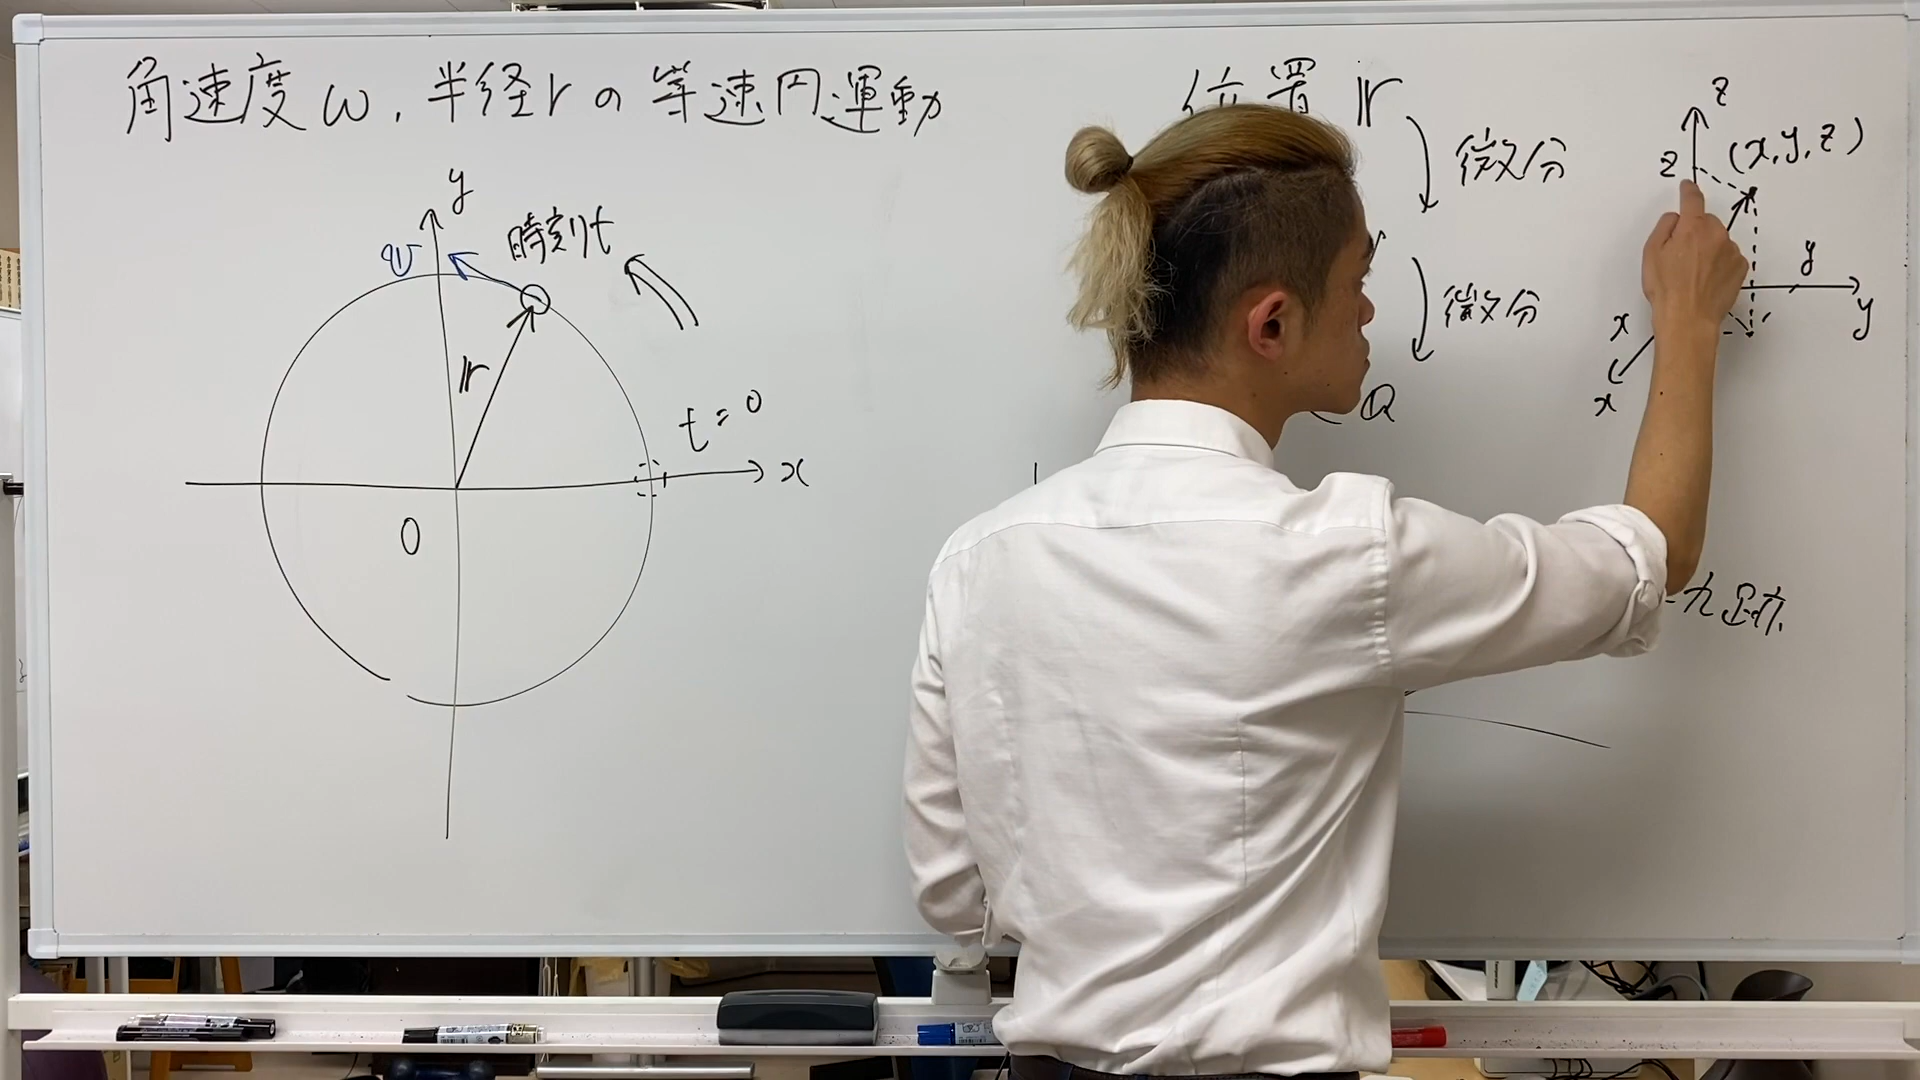 角速度ω,半径rの等速円運動
y
v
時刻t
r
t=0
x
O
位置 r
微分
微分
a
z
z
(x,y,z)
y
y
x
x